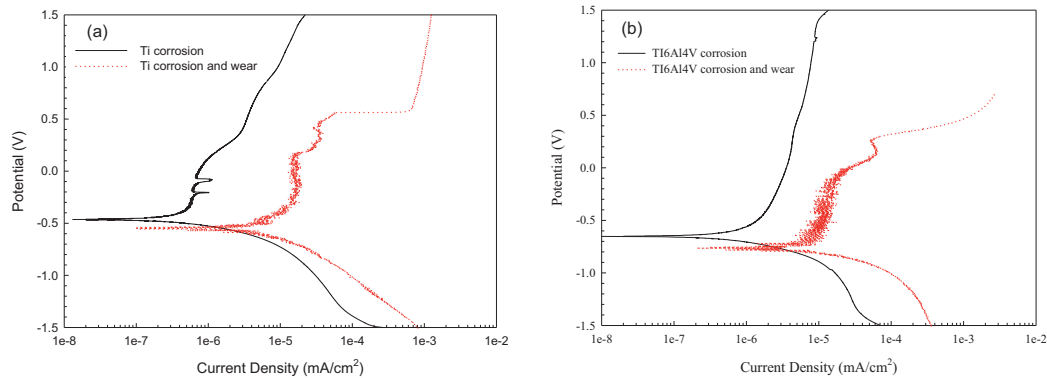 (a)
Ti corrosion
Ti corrosion and wear
Potential (V)
1.5
1.0
0.5
0.0
-0.5
-1.0
-1.5
1e-8 1e-7 1e-6 1e-5 1e-4 1e-3 1e-2
Current Density (mA/cm²)
(b)
TI6Al4V corrosion
TI6Al4V corrosion and wear
Potential (V)
1.5
1.0
0.5
0.0
-0.5
-1.0
-1.5
1e-8 1e-7 1e-6 1e-5 1e-4 1e-3 1e-2
Current Density (mA/cm²)